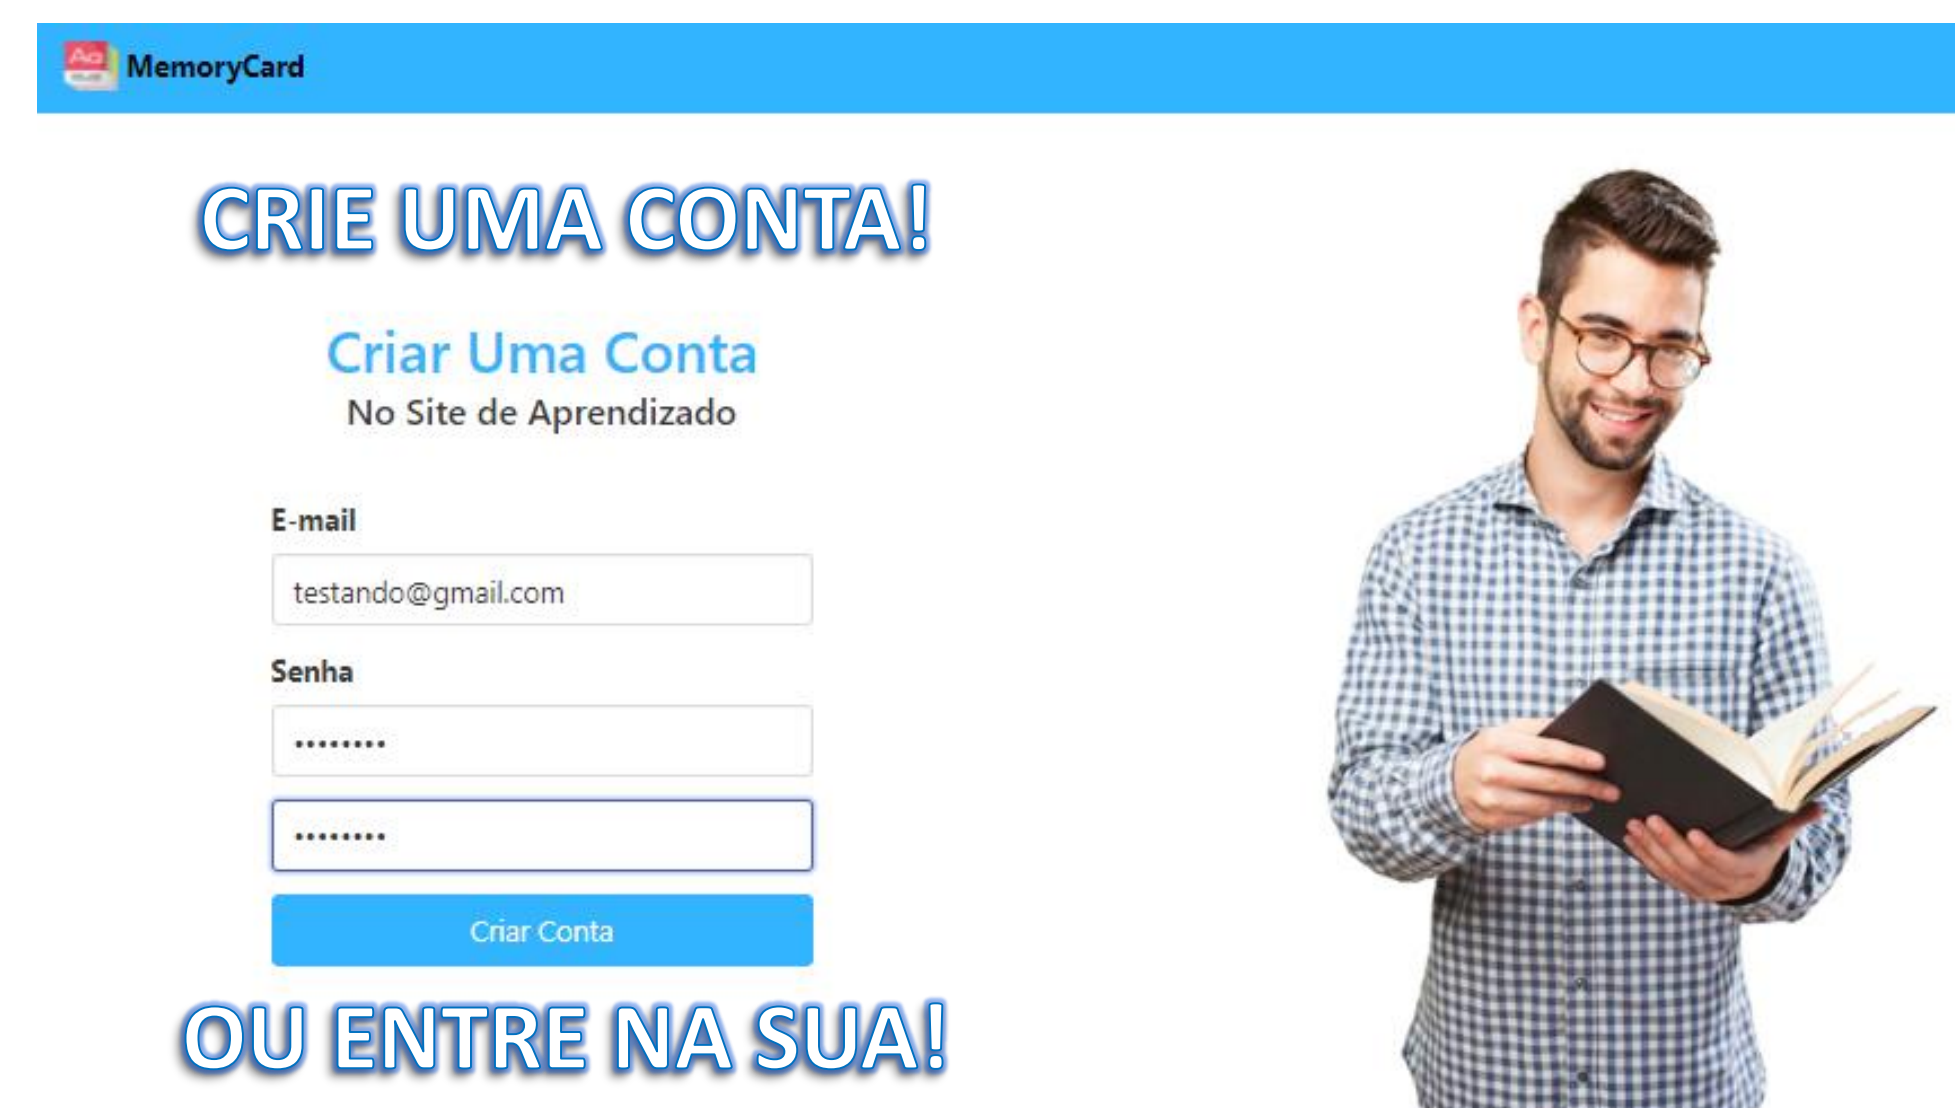 MemoryCard
CRIE UMA CONTA!
Criar Uma Conta
No Site de Aprendizado
E-mail
testando@gmail.com
Senha
••••••••
••••••••
Criar Conta
OU ENTRE NA SUA!